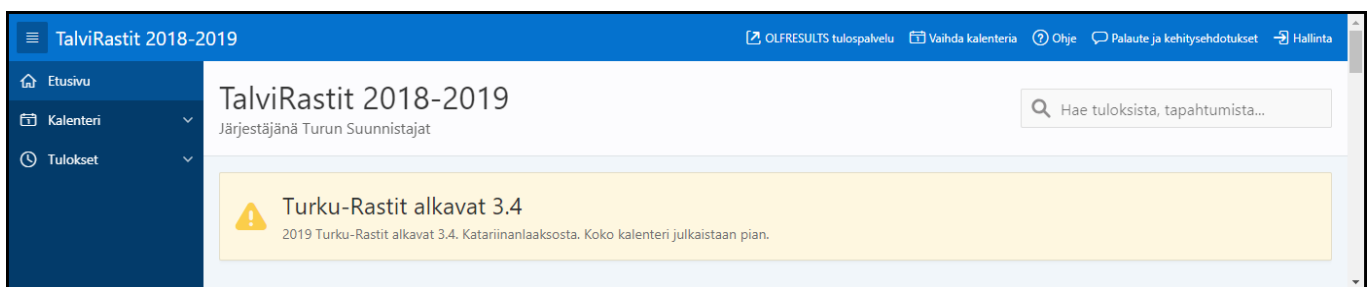 TalviRastit 2018-2019
OLFRESULTS tulospalvelu Vaihda kalenteria Ohje Palaute ja kehitysehdotukset Hallinta
Etusivu
Kalenteri
Tulokset
TalviRastit 2018-2019
Järjestäjänä Turun Suunnistajat
Hae tuloksista, tapahtumista...
Turku-Rastit alkavat 3.4
2019 Turku-Rastit alkavat 3.4. Katariinanlaaksosta. Koko kalenteri julkaistaan pian.